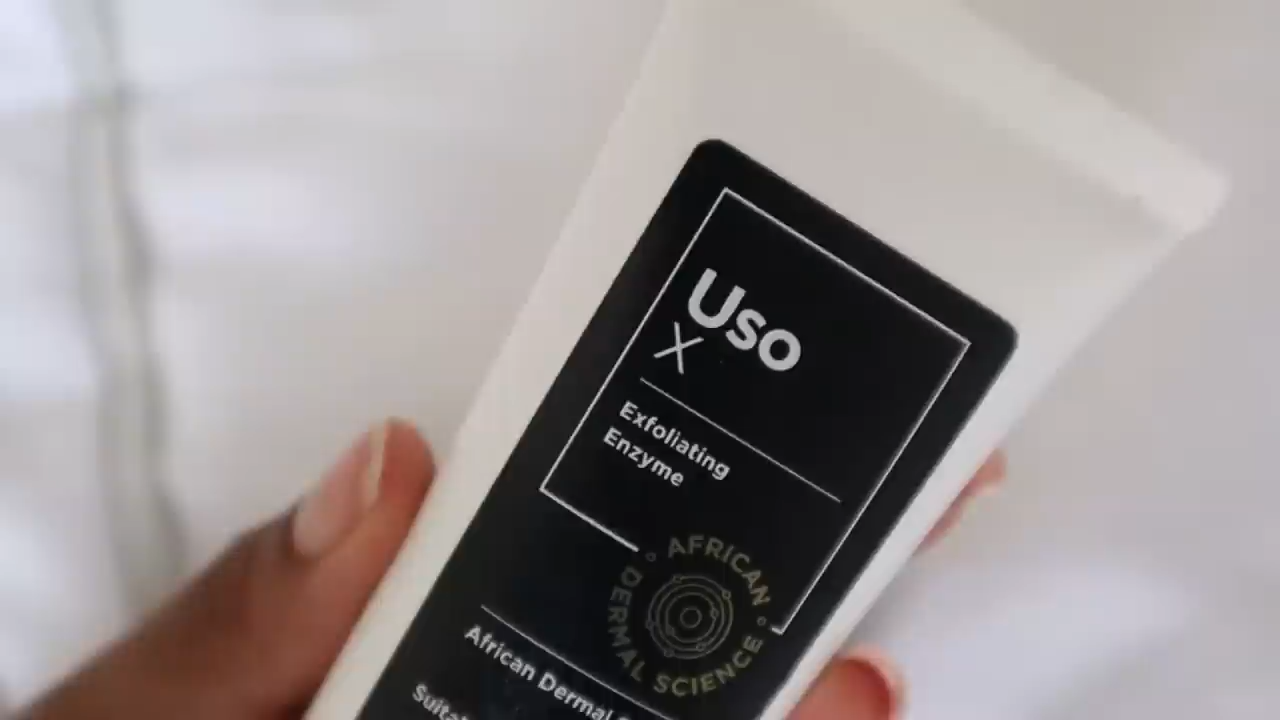 Uso
X
Exfoliating
Enzyme
AFRICAN
DERMAL SCIENCE
African Dermal